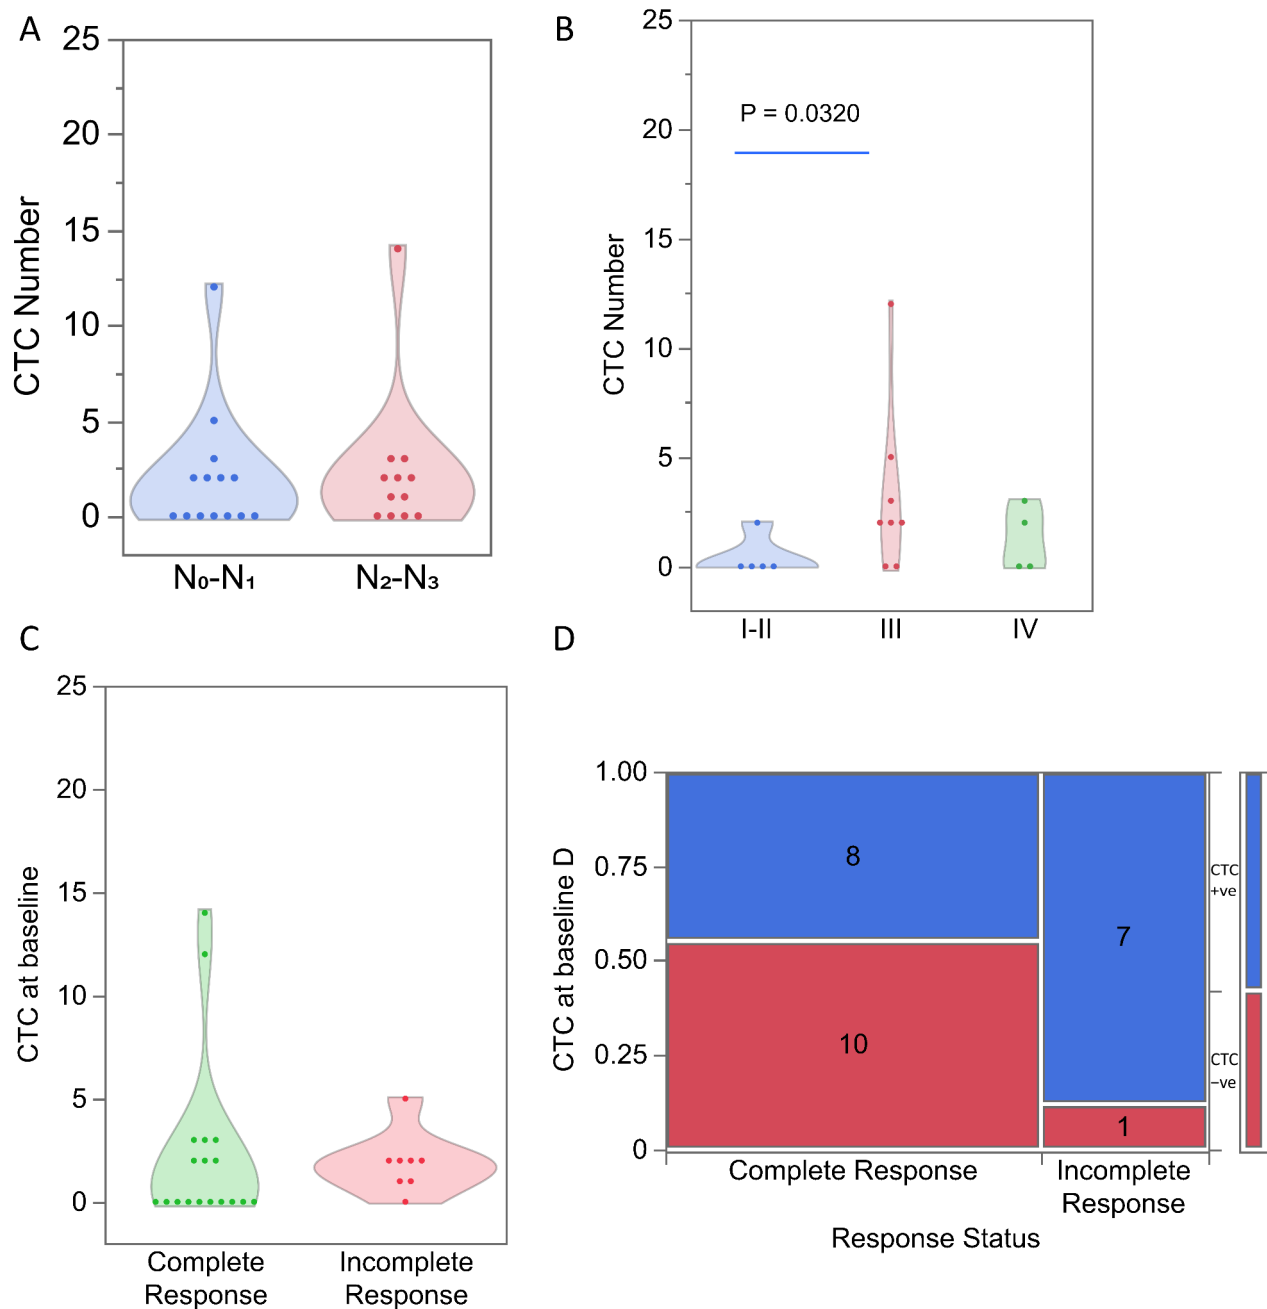 A
25
20
15
10
5
0
CTC Number
N₀-N₁
N₂-N₃
B
25
20
15
10
5
0
CTC Number
P = 0.0320
I-II
III
IV
C
25
20
15
10
5
0
CTC at baseline
Complete
Response
Incomplete
Response
D
1.00
0.75
0.50
0.25
0
CTC at baseline D
8
10
7
1
CTC
+ve
CTC
−ve
Complete Response
Incomplete
Response
Response Status